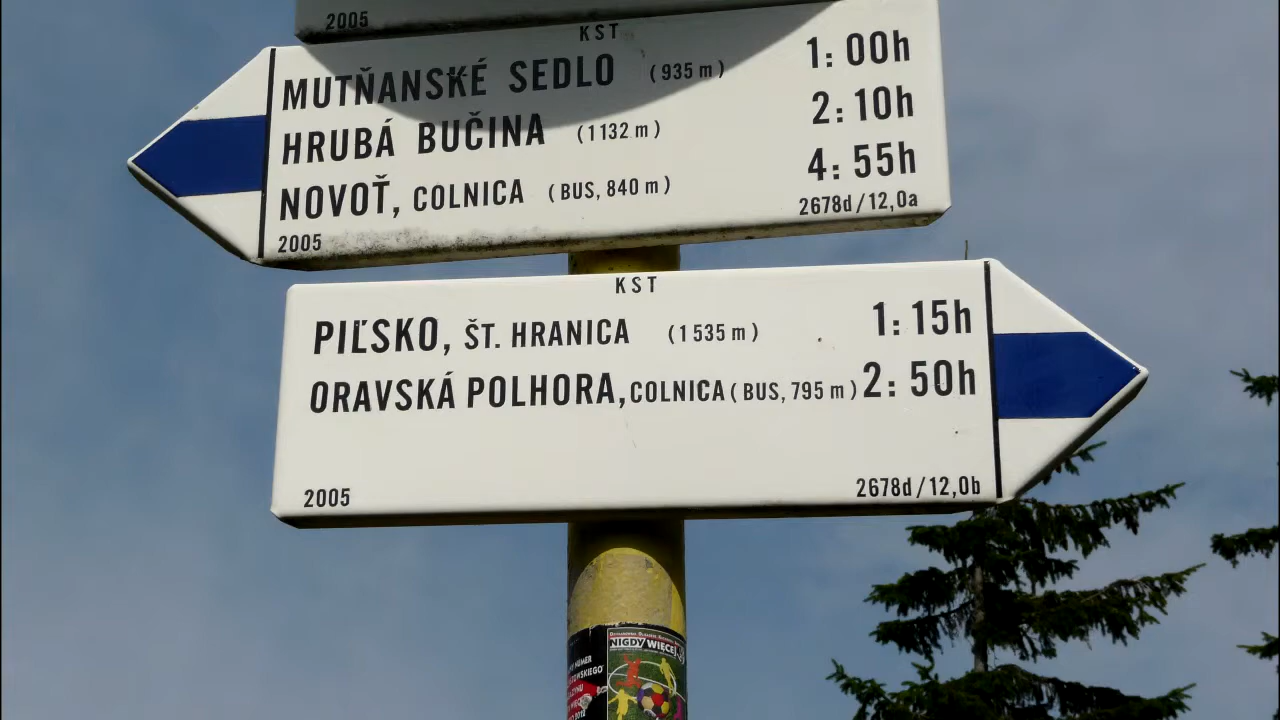 2005
KST
MUTŇANSKÉ SEDLO (935 m) 1:00h
HRUBÁ BUČINA (1132 m) 2:10h
NOVOŤ, COLNICA (BUS, 840 m) 4:55h
2678d/12,0a
2005
KST
PIĽSKO, ŠT. HRANICA (1535 m) 1:15h
ORAVSKÁ POLHORA, COLNICA (BUS, 795 m) 2:50h
2005 2678d/12,0b
NIGDY WIĘCEJ